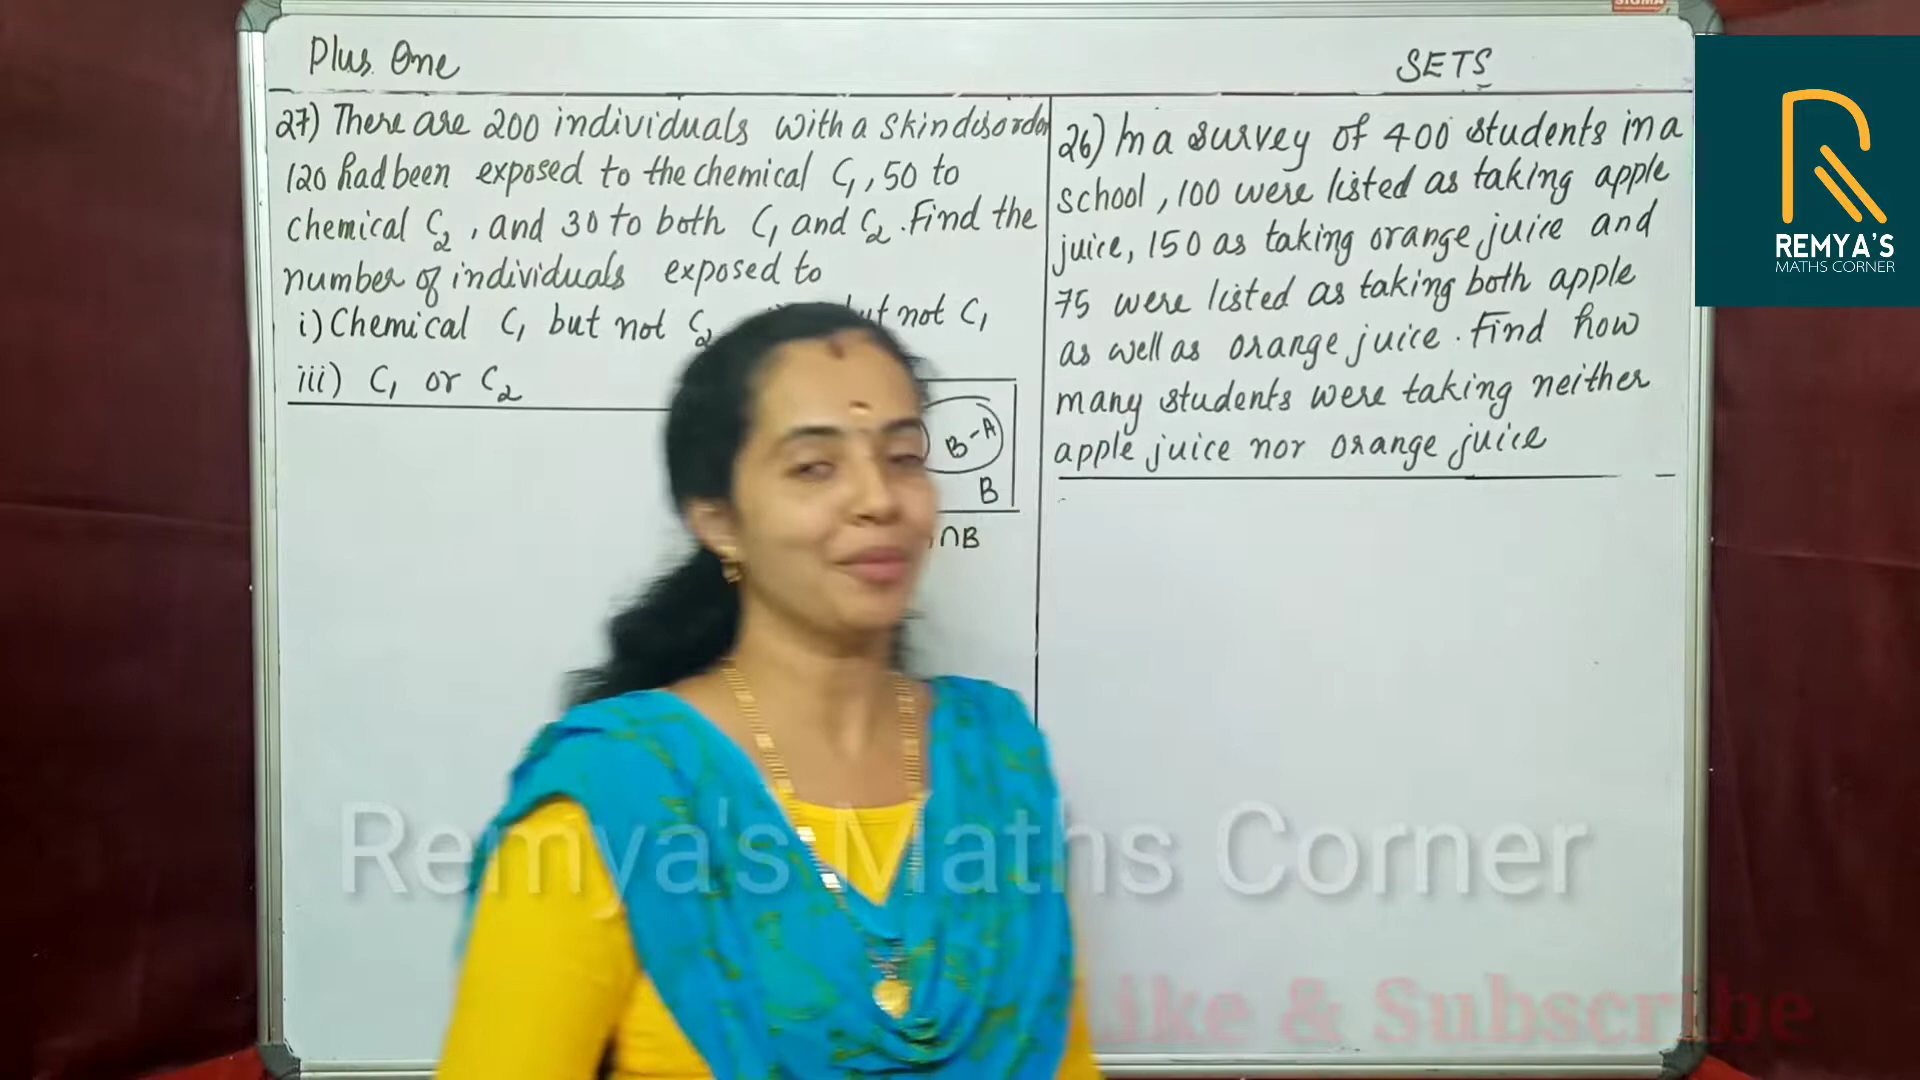 SIGMA
Plus One
SETS
27) There are 200 individuals with a skindisorder
120 had been exposed to the chemical C1, 50 to
chemical C2, and 30 to both C1 and C2. Find the
number of individuals exposed to
i) Chemical C1 but not C2 but not C1
iii) C1 or C2
B-A
B
∩B
26) In a survey of 400 students in a
school, 100 were listed as taking apple
juice, 150 as taking orange juice and
75 were listed as taking both apple
as well as orange juice. Find how
many students were taking neither
apple juice nor orange juice
R
REMYA'S
MATHS CORNER
Remya's Maths Corner
Like & Subscribe